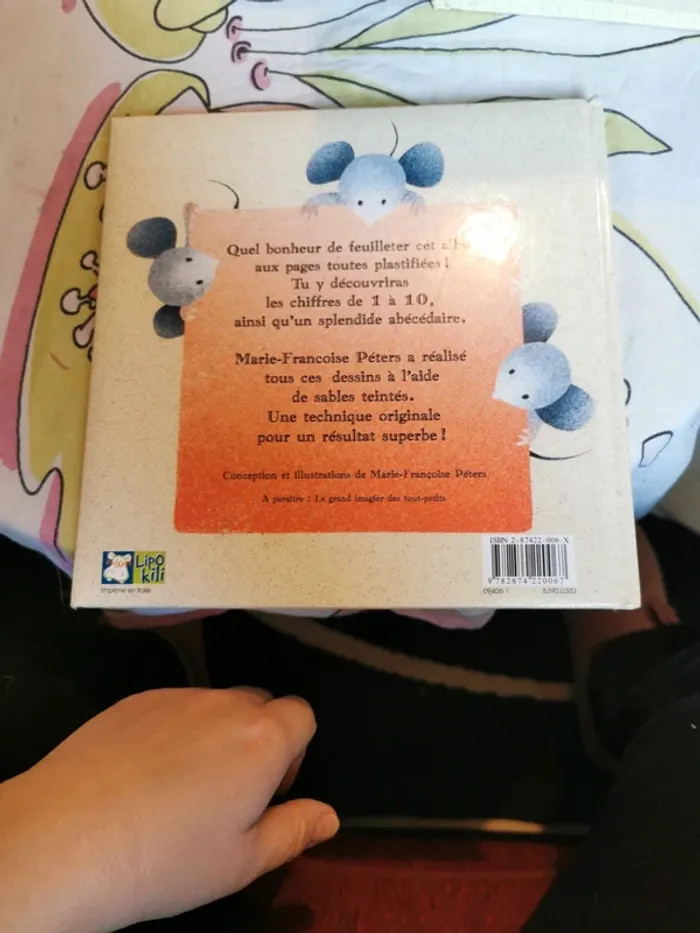 Quel bonheur de feuilleter cet
aux pages toutes plastifiées !
Tu y découvriras
les chiffres de 1 à 10,
ainsi qu'un splendide abécédaire.
Marie-Francoise Péters a réalisé
tous ces dessins à l'aide
de sables teintés.
Une technique originale
pour un résultat superbe !
Conception et illustrations de Marie-Françoise Péters
A paraître : Le grand imagier des tout-petits
LIPO
kili
Imprimé en Italie
ISBN 2-87422-006-X
9 782874 220067
09406 1 5390.0302